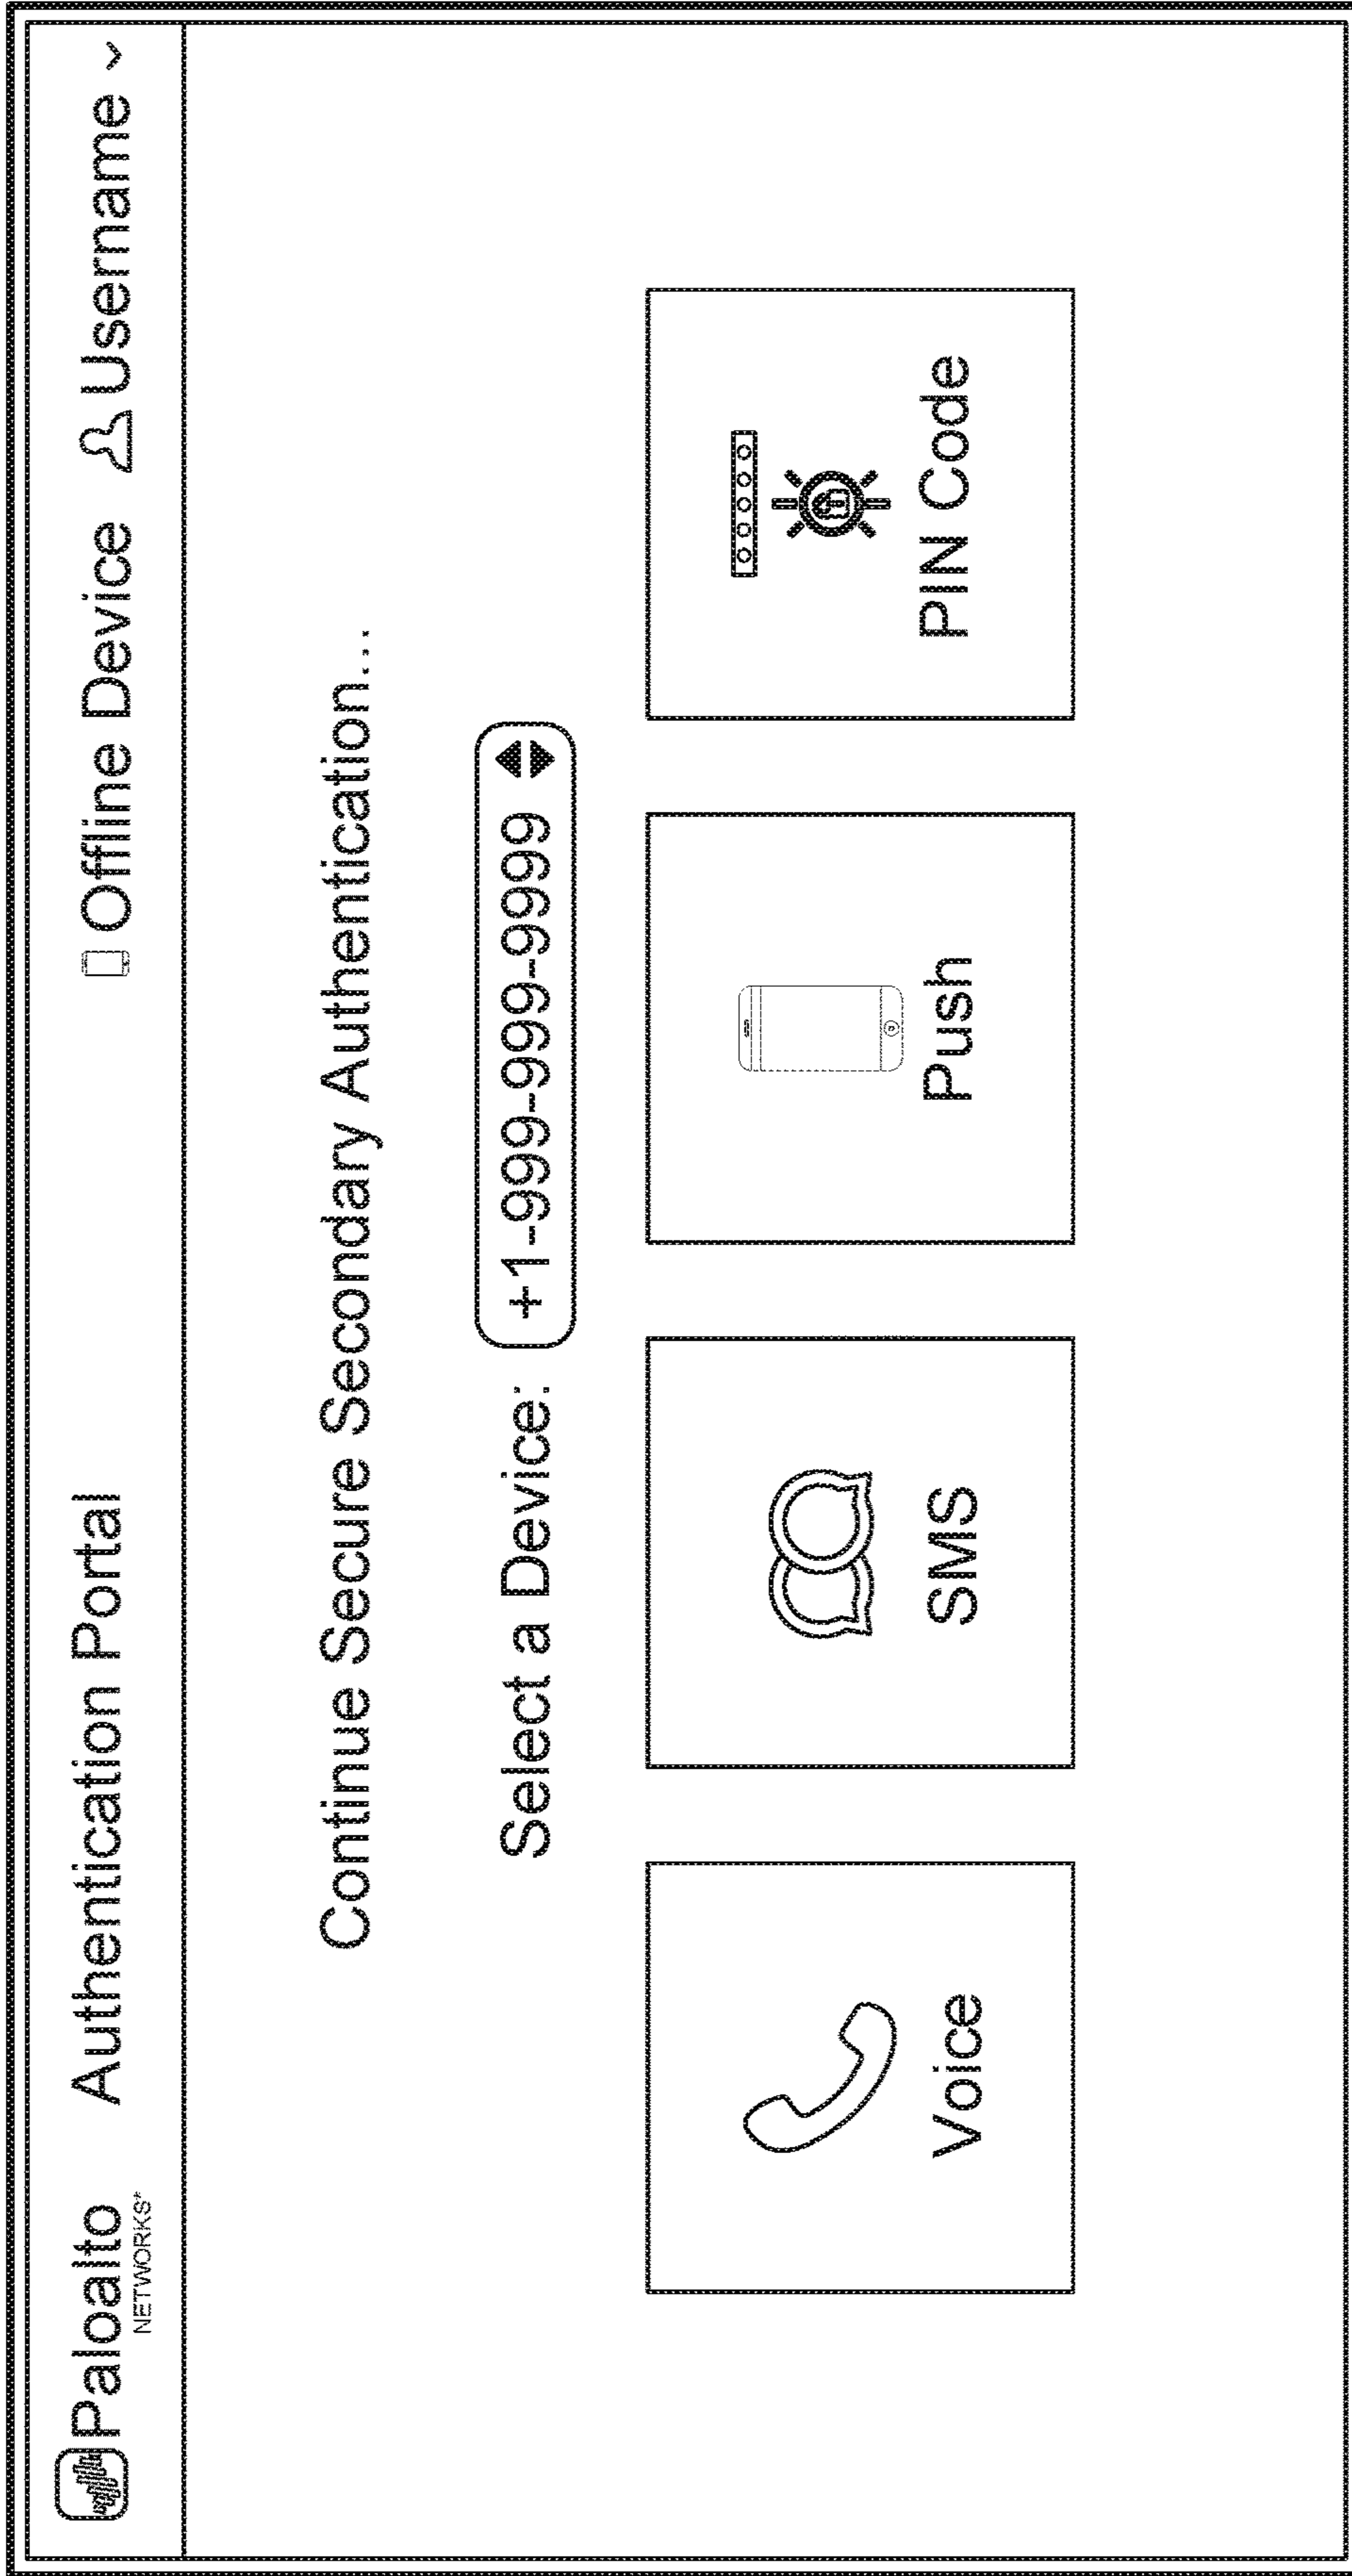 Paloalto Authentication Portal Offline Device Username
NETWORKS*
Continue Secure Secondary Authentication...
Select a Device: +1-999-999-9999
Voice SMS Push PIN Code